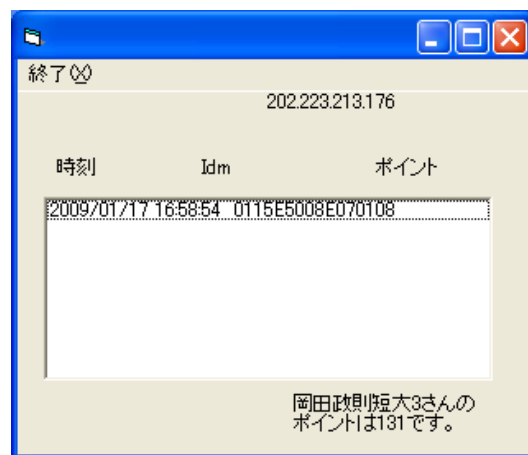 終了(X)
202.223.213.176
時刻 Idm ポイント
2009/01/17 16:58:54 0115E5008E070108
岡田政則短大3さんの
ポイントは131です。